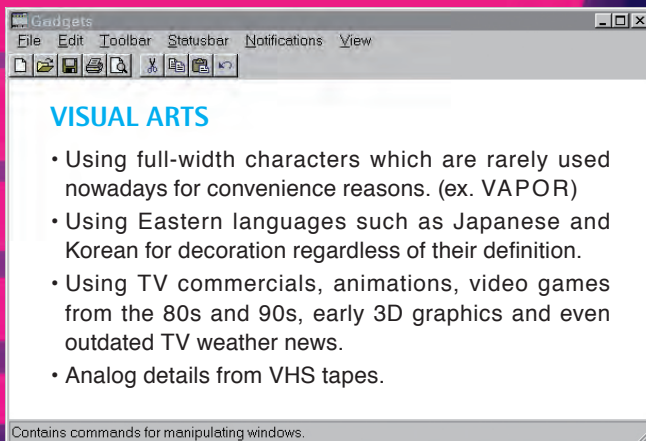 Gadgets
File Edit Toolbar Statusbar Notifications View
VISUAL ARTS
• Using full-width characters which are rarely used
nowadays for convenience reasons. (ex. VAPOR)
• Using Eastern languages such as Japanese and
Korean for decoration regardless of their definition.
• Using TV commercials, animations, video games
from the 80s and 90s, early 3D graphics and even
outdated TV weather news.
• Analog details from VHS tapes.
Contains commands for manipulating windows.